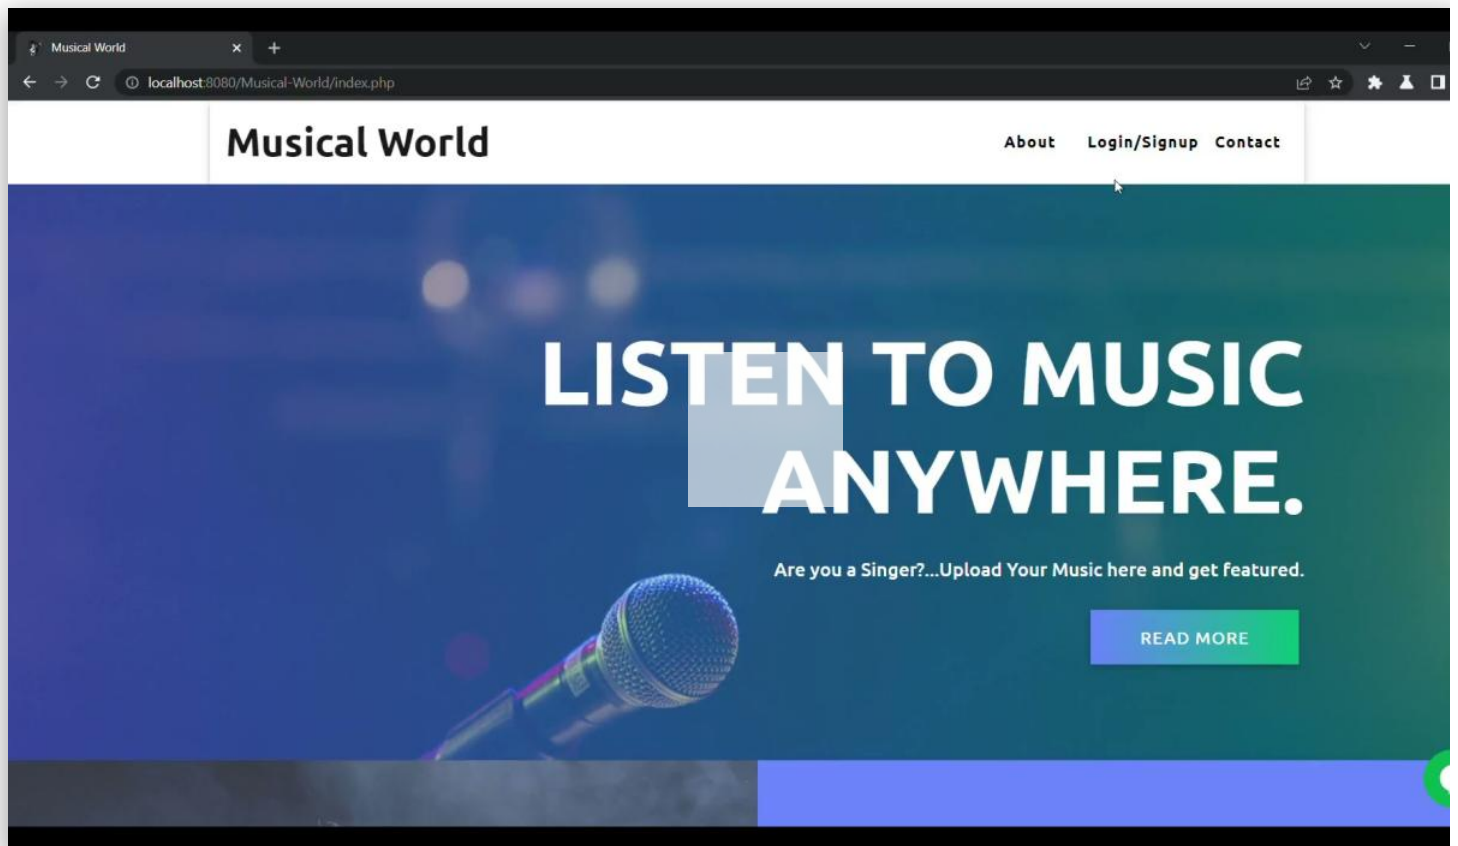 Musical World
localhost:8080/Musical-World/index.php
Musical World
About Login/Signup Contact
LISTEN TO MUSIC
ANYWHERE.
Are you a Singer?...Upload Your Music here and get featured.
READ MORE